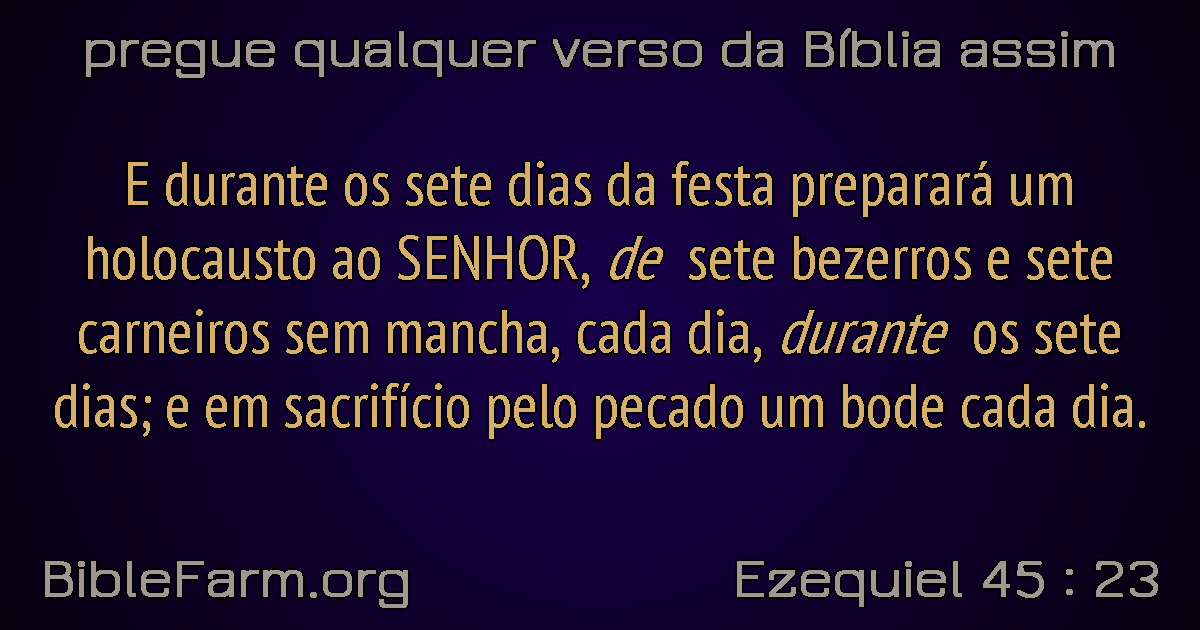 pregue qualquer verso da Bíblia assim
E durante os sete dias da festa preparará um
holocausto ao SENHOR, de sete bezerros e sete
carneiros sem mancha, cada dia, durante os sete
dias; e em sacrifício pelo pecado um bode cada dia.
BibleFarm.org
Ezequiel 45 : 23